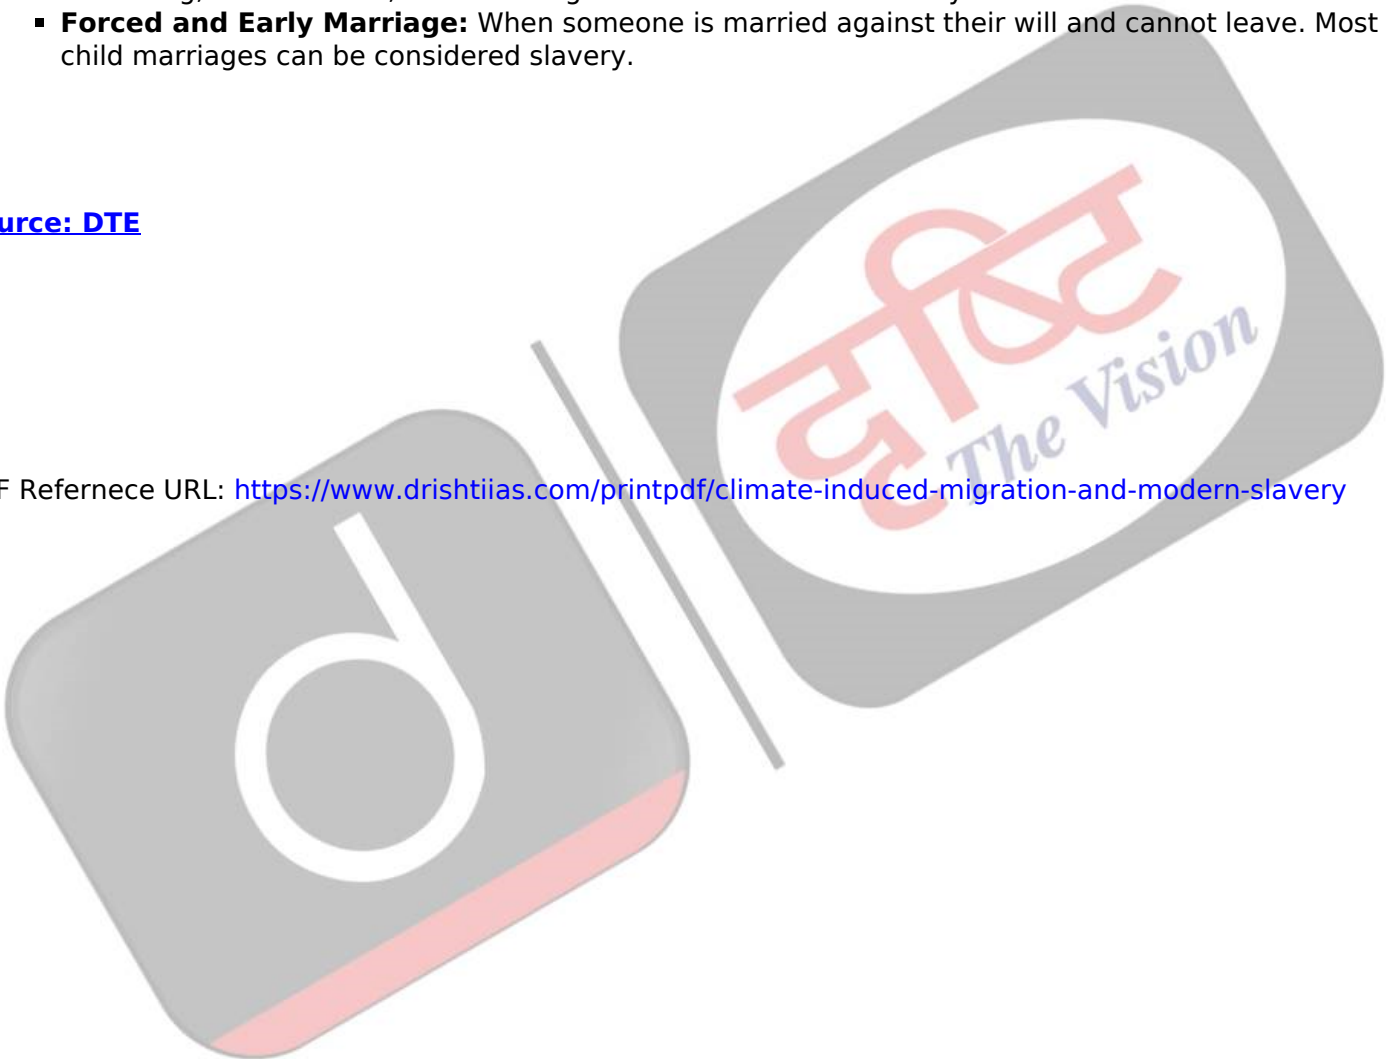 ▪ Forced and Early Marriage: When someone is married against their will and cannot leave. Most
child marriages can be considered slavery.
urce: DTE
दृष्टि
The Vision
F Refernece URL: https://www.drishtiias.com/printpdf/climate-induced-migration-and-modern-slavery
d